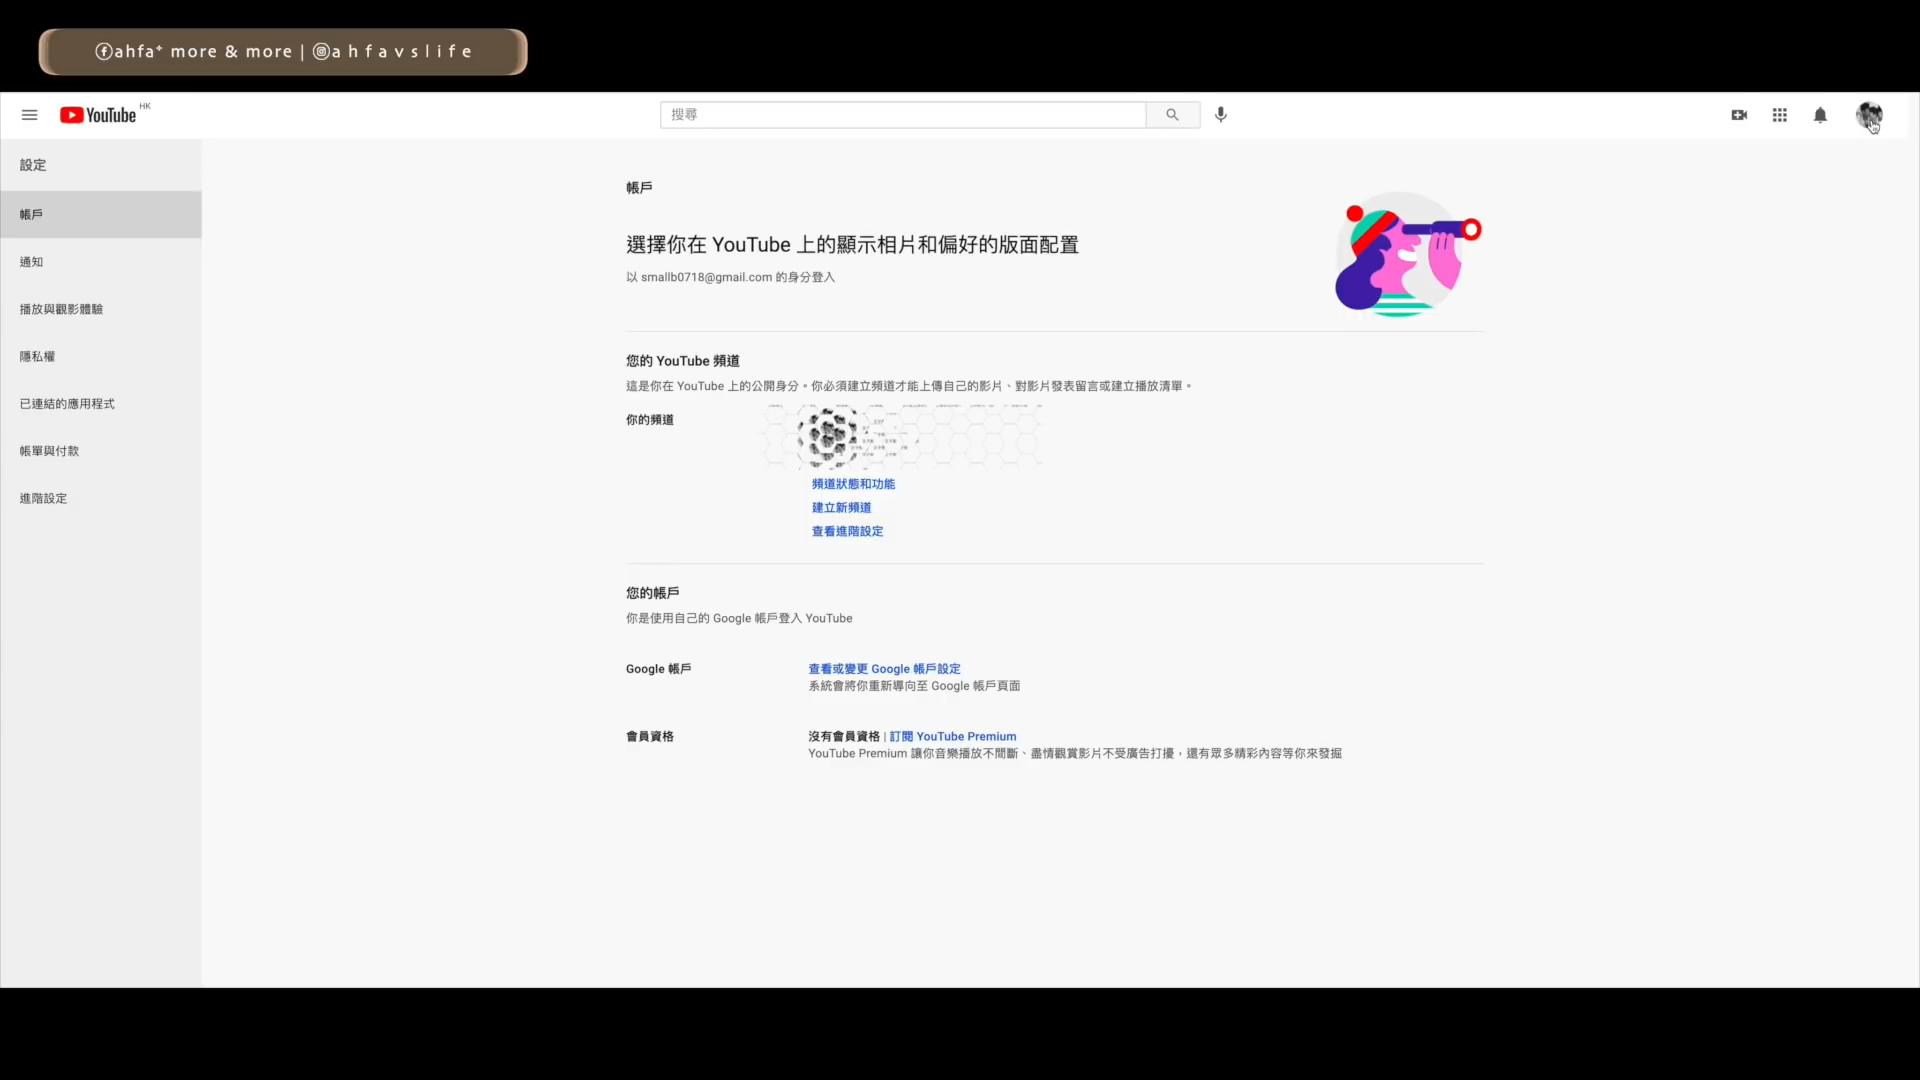 ahfa⁺ more & more | ahfavslife
YouTube HK
搜尋
設定
帳戶
通知
播放與觀影體驗
隱私權
已連結的應用程式
帳單與付款
進階設定
帳戶
選擇你在 YouTube 上的顯示相片和偏好的版面配置
以 smallb0718@gmail.com 的身分登入
您的 YouTube 頻道
這是你在 YouTube 上的公開身分。你必須建立頻道才能上傳自己的影片、對影片發表留言或建立播放清單。
你的頻道
頻道狀態和功能
建立新頻道
查看進階設定
您的帳戶
你是使用自己的 Google 帳戶登入 YouTube
Google 帳戶
查看或變更 Google 帳戶設定
系統會將你重新導向至 Google 帳戶頁面
會員資格
沒有會員資格 | 訂閱 YouTube Premium
YouTube Premium 讓你音樂播放不間斷、盡情觀賞影片不受廣告打擾，還有眾多精彩內容等你來發掘